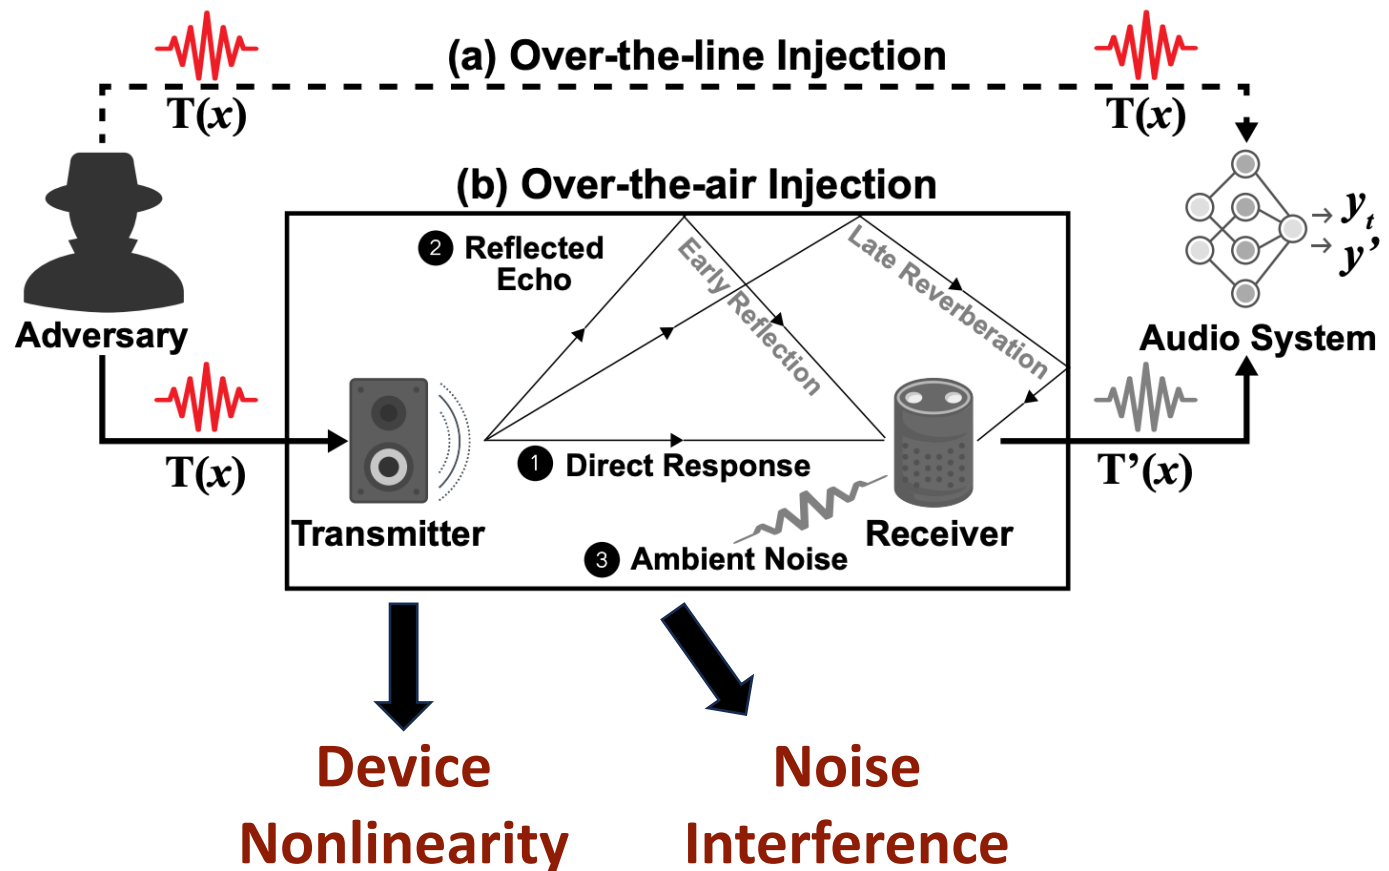 (a) Over-the-line Injection
T(x)
T(x)
(b) Over-the-air Injection
2 Reflected
Echo
Early Reflection
Late Reverberation
yt
y’
Adversary
Audio System
T(x)
1 Direct Response
T’(x)
Transmitter
Receiver
3 Ambient Noise
Device
Nonlinearity
Noise
Interference